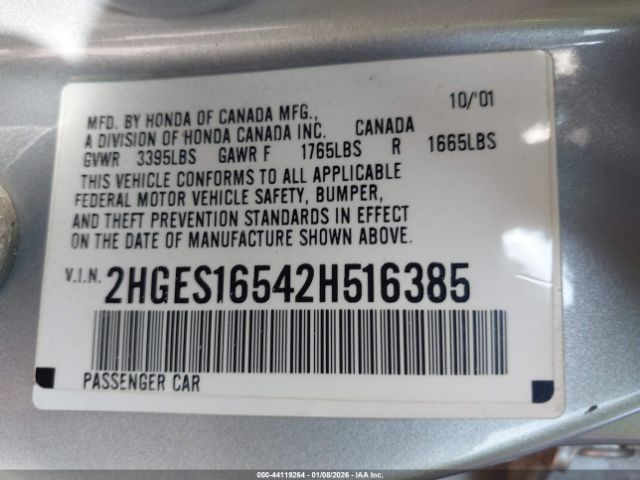 10/'01
MFD. BY HONDA OF CANADA MFG.,
A DIVISION OF HONDA CANADA INC. CANADA
GVWR 3395LBS GAWR F 1765LBS R 1665LBS
THIS VEHICLE CONFORMS TO ALL APPLICABLE
FEDERAL MOTOR VEHICLE SAFETY, BUMPER,
AND THEFT PREVENTION STANDARDS IN EFFECT
ON THE DATE OF MANUFACTURE SHOWN ABOVE.
V.I.N. 2HGES16542H516385
PASSENGER CAR
000-44119264 - 01/08/2026 - IAA Inc.